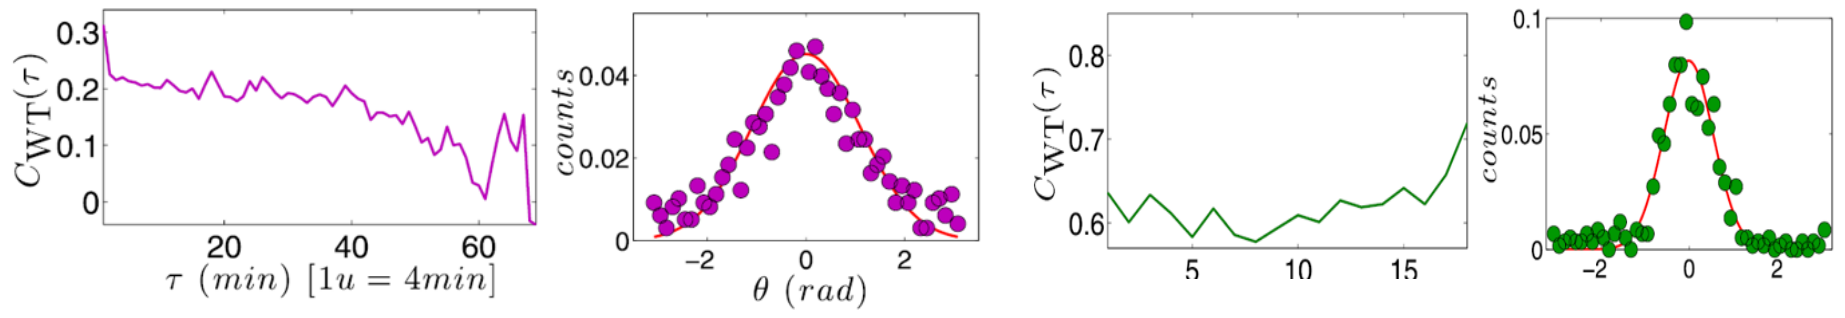 C_WT(τ)
0.3
0.2
0.1
0
20 40 60
τ (min) [1u = 4min]
counts
0.04
0.02
0
−2 0 2
θ (rad)
C_WT(τ)
0.8
0.7
0.6
5 10 15
counts
0.1
0.05
0
−2 0 2